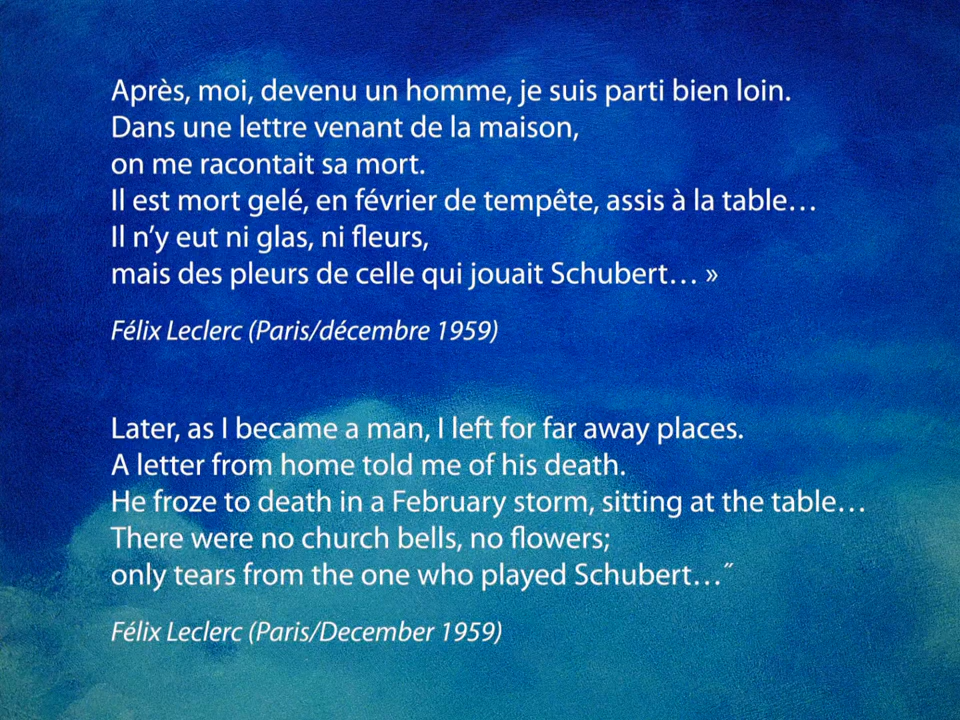 Après, moi, devenu un homme, je suis parti bien loin.
Dans une lettre venant de la maison,
on me racontait sa mort.
Il est mort gelé, en février de tempête, assis à la table…
Il n’y eut ni glas, ni fleurs,
mais des pleurs de celle qui jouait Schubert… »
Félix Leclerc (Paris/décembre 1959)
Later, as I became a man, I left for far away places.
A letter from home told me of his death.
He froze to death in a February storm, sitting at the table…
There were no church bells, no flowers;
only tears from the one who played Schubert…˝
Félix Leclerc (Paris/December 1959)